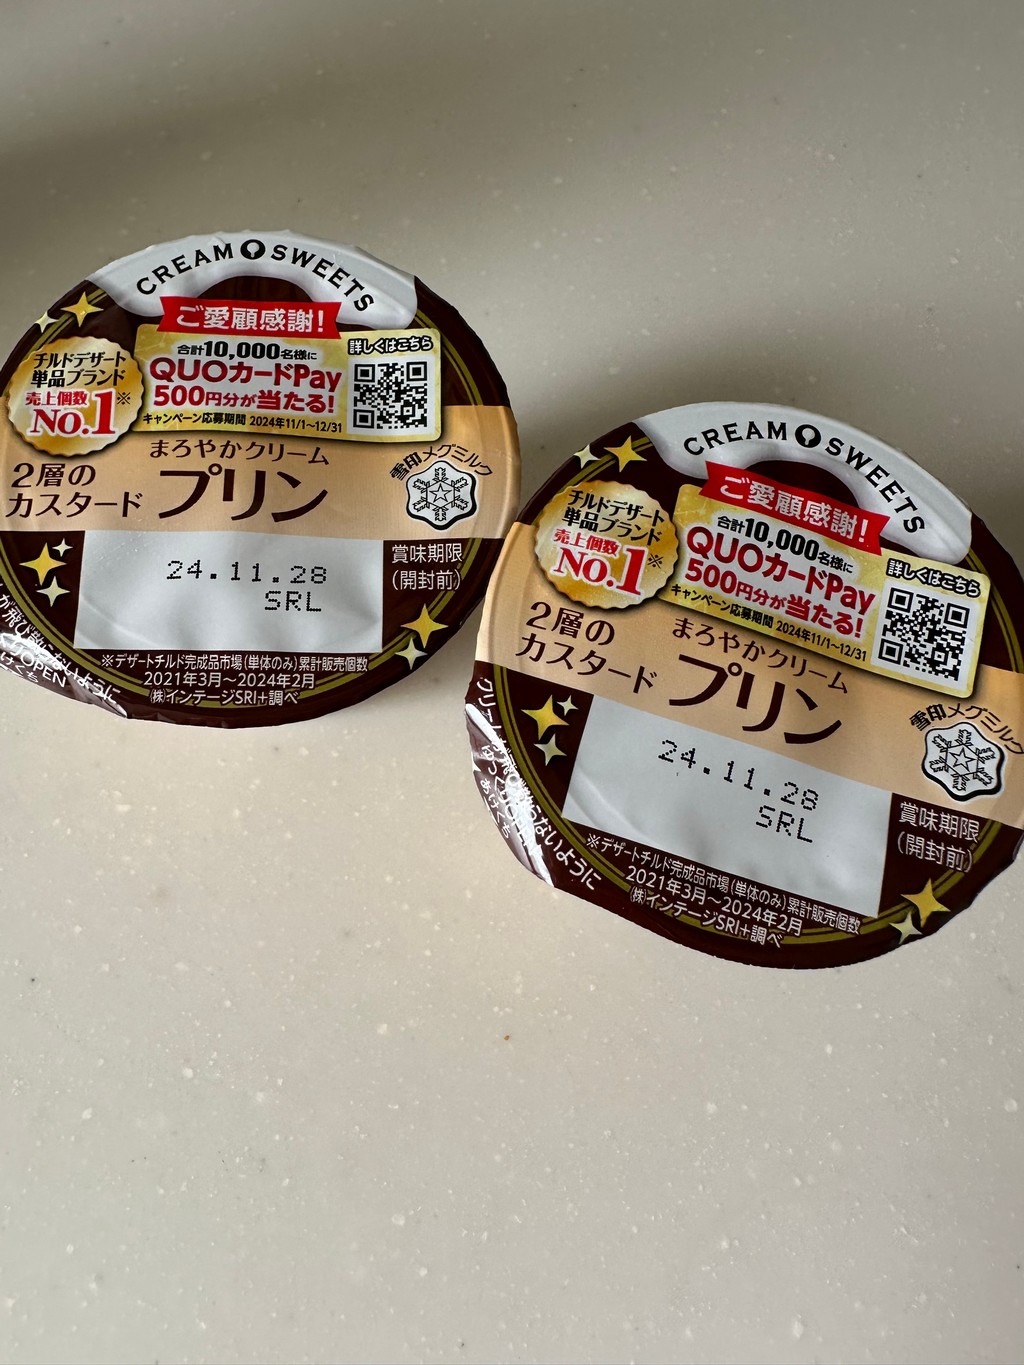 CREAM SWEETS
ご愛顧感謝!
チルドデザート
単品ブランド
売上個数
No.1※
合計10,000名様に
QUOカードPay
500円分が当たる!
キャンペーン応募期間 2024年11/1～12/31
詳しくはこちら
まろやかクリーム
2層の
カスタード
プリン
雪印メグミルク
24.11.28
SRL
賞味期限
(開封前)
※デザートチルド完成品市場(単体のみ)累計販売個数
2021年3月～2024年2月
㈱インテージSRI+調べ
が飛び散らないように
OPEN
CREAM SWEETS
ご愛顧感謝!
チルドデザート
単品ブランド
売上個数
No.1※
合計10,000名様に
QUOカードPay
500円分が当たる!
キャンペーン応募期間 2024年11/1～12/31
詳しくはこちら
まろやかクリーム
2層の
カスタード
プリン
雪印メグミルク
24.11.28
SRL
賞味期限
(開封前)
※デザートチルド完成品市場(単体のみ)累計販売個数
2021年3月～2024年2月
㈱インテージSRI+調べ
ないように